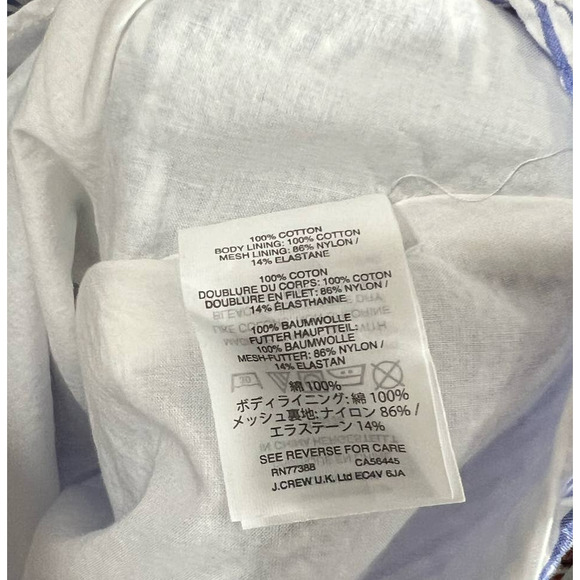 100% COTTON
BODY LINING: 100% COTTON
MESH LINING: 86% NYLON /
14% ELASTANE
100% COTON
DOUBLURE DU CORPS: 100% COTON
DOUBLURE EN FILET: 86% NYLON /
14% ÉLASTHANNE
100% BAUMWOLLE
FUTTER HAUPTTEIL:
100% BAUMWOLLE
MESH-FUTTER: 86% NYLON /
14% ELASTAN
綿 100%
ボディライニング: 綿 100%
メッシュ裏地: ナイロン 86% /
エラステーン 14%
SEE REVERSE FOR CARE
RN77388 CA56445
J.CREW U.K. Ltd EC4V 6JA